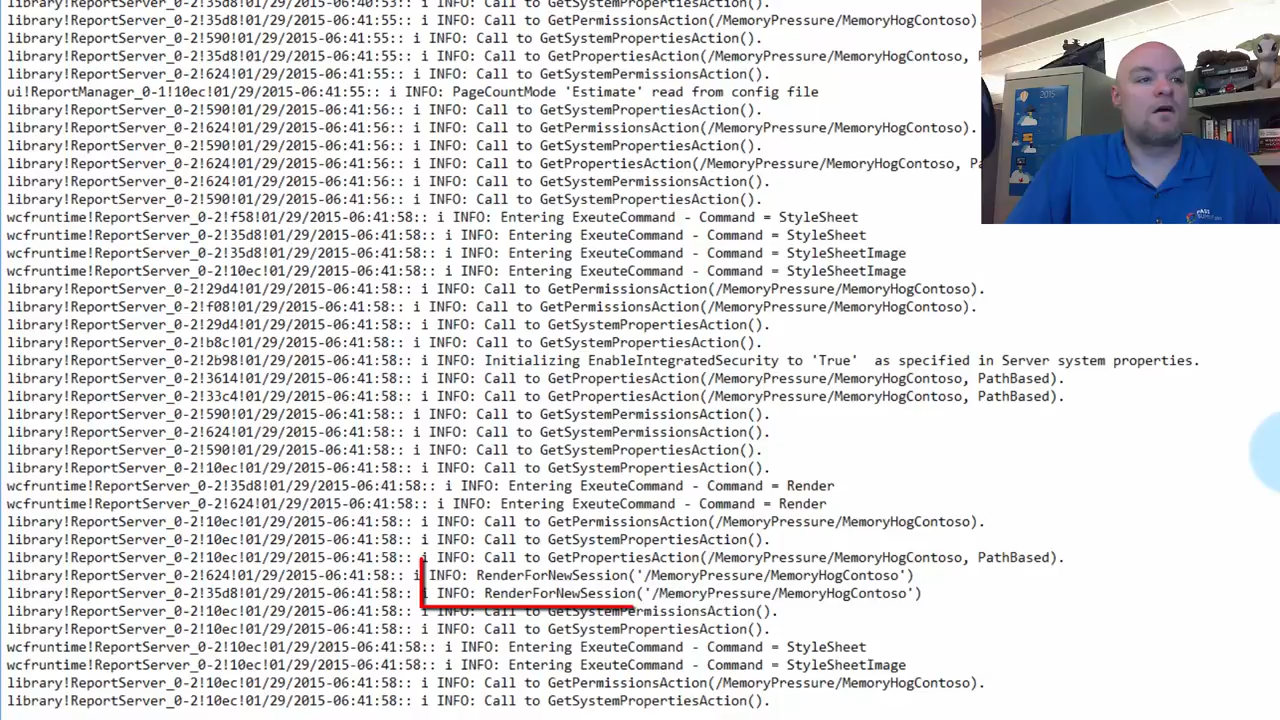 library!ReportServer_0-2!35d8!01/29/2015-06:40:53:: i INFO: Call to GetSystemPropertiesAction().
library!ReportServer_0-2!624!01/29/2015-06:41:55:: i INFO: Call to GetPermissionsAction(/MemoryPressure/MemoryHogContoso).
library!ReportServer_0-2!590!01/29/2015-06:41:55:: i INFO: Call to GetSystemPropertiesAction().
library!ReportServer_0-2!35d8!01/29/2015-06:41:55:: i INFO: Call to GetPropertiesAction(/MemoryPressure/MemoryHogContoso, P
library!ReportServer_0-2!624!01/29/2015-06:41:55:: i INFO: Call to GetSystemPermissionsAction().
ui!ReportManager_0-1!10ec!01/29/2015-06:41:55:: i INFO: PageCountMode 'Estimate' read from config file
library!ReportServer_0-2!590!01/29/2015-06:41:56:: i INFO: Call to GetSystemPropertiesAction().
library!ReportServer_0-2!624!01/29/2015-06:41:56:: i INFO: Call to GetPermissionsAction(/MemoryPressure/MemoryHogContoso).
library!ReportServer_0-2!590!01/29/2015-06:41:56:: i INFO: Call to GetSystemPropertiesAction().
library!ReportServer_0-2!624!01/29/2015-06:41:56:: i INFO: Call to GetPropertiesAction(/MemoryPressure/MemoryHogContoso, Pa
library!ReportServer_0-2!624!01/29/2015-06:41:56:: i INFO: Call to GetSystemPermissionsAction().
library!ReportServer_0-2!590!01/29/2015-06:41:56:: i INFO: Call to GetSystemPropertiesAction().
wcfruntime!ReportServer_0-2!f58!01/29/2015-06:41:58:: i INFO: Entering ExeuteCommand - Command = StyleSheet
wcfruntime!ReportServer_0-2!35d8!01/29/2015-06:41:58:: i INFO: Entering ExeuteCommand - Command = StyleSheet
wcfruntime!ReportServer_0-2!35d8!01/29/2015-06:41:58:: i INFO: Entering ExeuteCommand - Command = StyleSheetImage
wcfruntime!ReportServer_0-2!10ec!01/29/2015-06:41:58:: i INFO: Entering ExeuteCommand - Command = StyleSheetImage
library!ReportServer_0-2!29d4!01/29/2015-06:41:58:: i INFO: Call to GetPermissionsAction(/MemoryPressure/MemoryHogContoso).
library!ReportServer_0-2!f08!01/29/2015-06:41:58:: i INFO: Call to GetPermissionsAction(/MemoryPressure/MemoryHogContoso).
library!ReportServer_0-2!29d4!01/29/2015-06:41:58:: i INFO: Call to GetSystemPropertiesAction().
library!ReportServer_0-2!b8c!01/29/2015-06:41:58:: i INFO: Call to GetSystemPropertiesAction().
library!ReportServer_0-2!2b98!01/29/2015-06:41:58:: i INFO: Initializing EnableIntegratedSecurity to 'True'  as specified in Server system properties.
library!ReportServer_0-2!3614!01/29/2015-06:41:58:: i INFO: Call to GetPropertiesAction(/MemoryPressure/MemoryHogContoso, PathBased).
library!ReportServer_0-2!33c4!01/29/2015-06:41:58:: i INFO: Call to GetPropertiesAction(/MemoryPressure/MemoryHogContoso, PathBased).
library!ReportServer_0-2!590!01/29/2015-06:41:58:: i INFO: Call to GetSystemPermissionsAction().
library!ReportServer_0-2!624!01/29/2015-06:41:58:: i INFO: Call to GetSystemPermissionsAction().
library!ReportServer_0-2!590!01/29/2015-06:41:58:: i INFO: Call to GetSystemPropertiesAction().
library!ReportServer_0-2!10ec!01/29/2015-06:41:58:: i INFO: Call to GetSystemPropertiesAction().
wcfruntime!ReportServer_0-2!35d8!01/29/2015-06:41:58:: i INFO: Entering ExeuteCommand - Command = Render
wcfruntime!ReportServer_0-2!624!01/29/2015-06:41:58:: i INFO: Entering ExeuteCommand - Command = Render
library!ReportServer_0-2!10ec!01/29/2015-06:41:58:: i INFO: Call to GetPermissionsAction(/MemoryPressure/MemoryHogContoso).
library!ReportServer_0-2!10ec!01/29/2015-06:41:58:: i INFO: Call to GetSystemPropertiesAction().
library!ReportServer_0-2!10ec!01/29/2015-06:41:58:: i INFO: Call to GetPropertiesAction(/MemoryPressure/MemoryHogContoso, PathBased).
library!ReportServer_0-2!624!01/29/2015-06:41:58:: i INFO: RenderForNewSession('/MemoryPressure/MemoryHogContoso')
library!ReportServer_0-2!35d8!01/29/2015-06:41:58:: i INFO: RenderForNewSession('/MemoryPressure/MemoryHogContoso')
library!ReportServer_0-2!10ec!01/29/2015-06:41:58:: i INFO: Call to GetSystemPermissionsAction().
library!ReportServer_0-2!10ec!01/29/2015-06:41:58:: i INFO: Call to GetSystemPropertiesAction().
wcfruntime!ReportServer_0-2!10ec!01/29/2015-06:41:58:: i INFO: Entering ExeuteCommand - Command = StyleSheet
wcfruntime!ReportServer_0-2!10ec!01/29/2015-06:41:58:: i INFO: Entering ExeuteCommand - Command = StyleSheetImage
library!ReportServer_0-2!10ec!01/29/2015-06:41:58:: i INFO: Call to GetPermissionsAction(/MemoryPressure/MemoryHogContoso).
library!ReportServer_0-2!10ec!01/29/2015-06:41:58:: i INFO: Call to GetSystemPropertiesAction().
2015